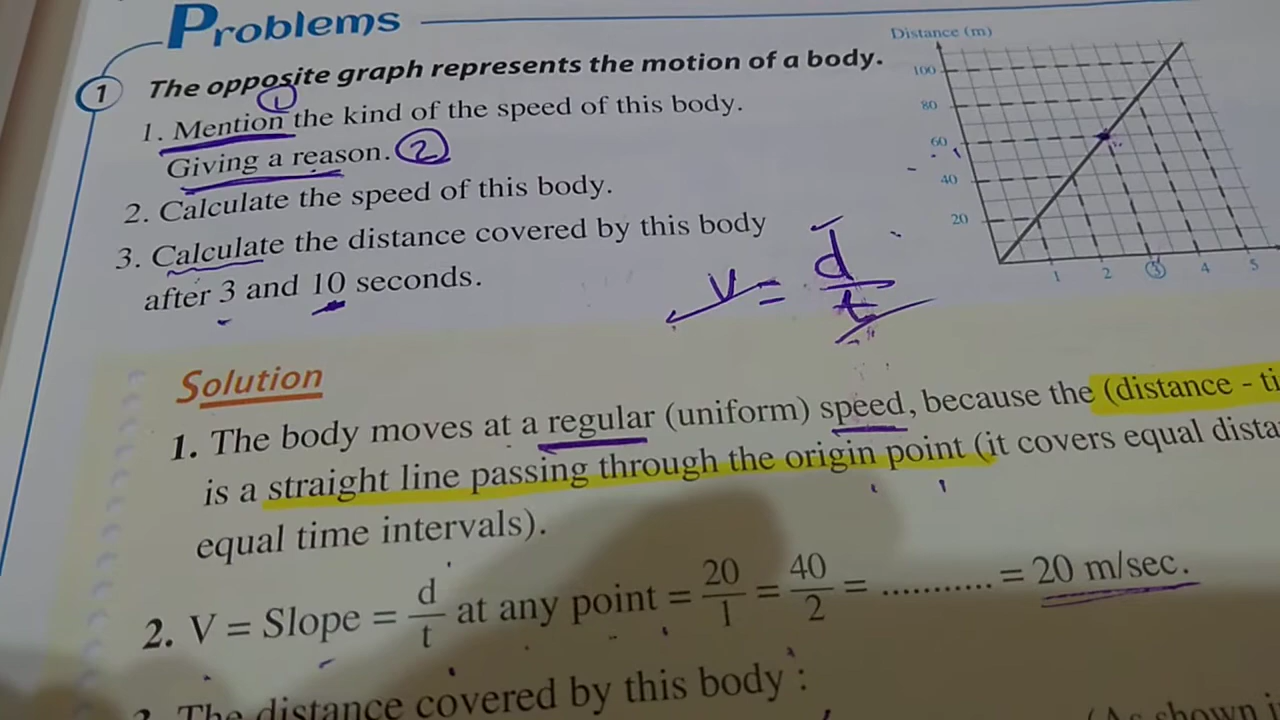 Problems
1 The opposite graph represents the motion of a body.
1
1. Mention the kind of the speed of this body.
Giving a reason. 2
2. Calculate the speed of this body.
3. Calculate the distance covered by this body
after 3 and 10 seconds.
V = d/t
Distance (m)
100
80
60
40
20
1 2 3 4 5
Solution
1. The body moves at a regular (uniform) speed, because the (distance -
is a straight line passing through the origin point (it covers equal
equal time intervals).
2. V = Slope = d/t at any point = 20/1 = 40/2 = ........... = 20 m/sec.
The distance covered by this body :
(As shown